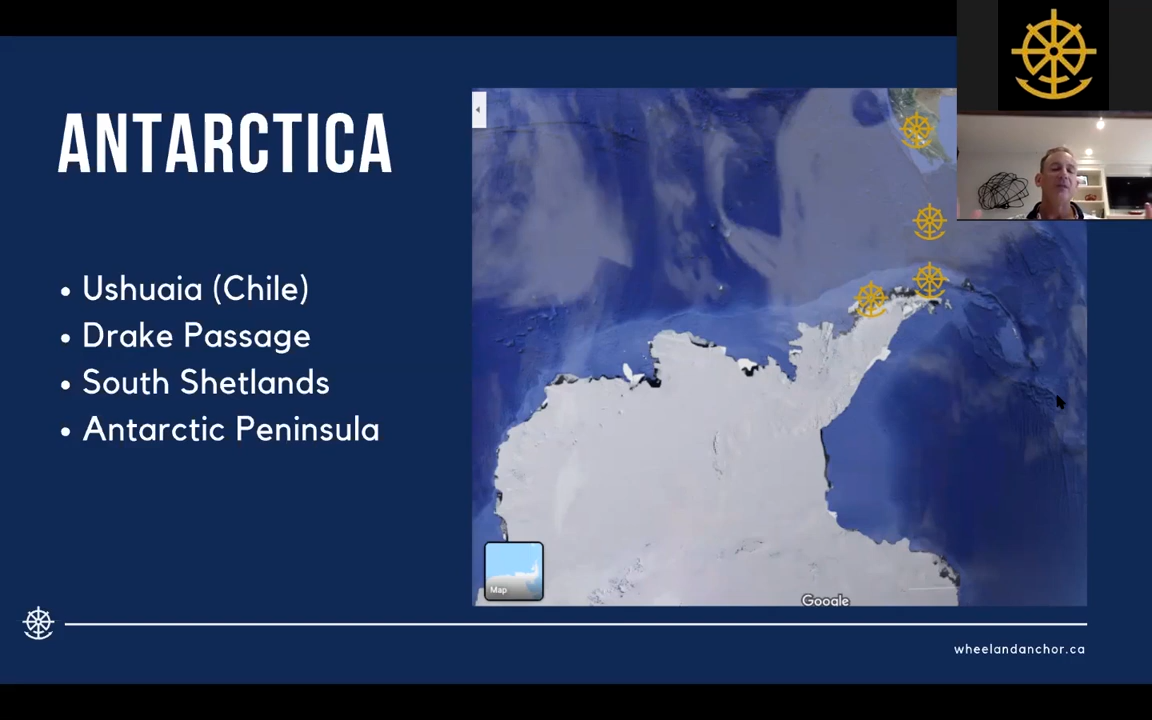 ANTARCTICA
• Ushuaia (Chile)
• Drake Passage
• South Shetlands
• Antarctic Peninsula
Map
Google
wheelandanchor.ca